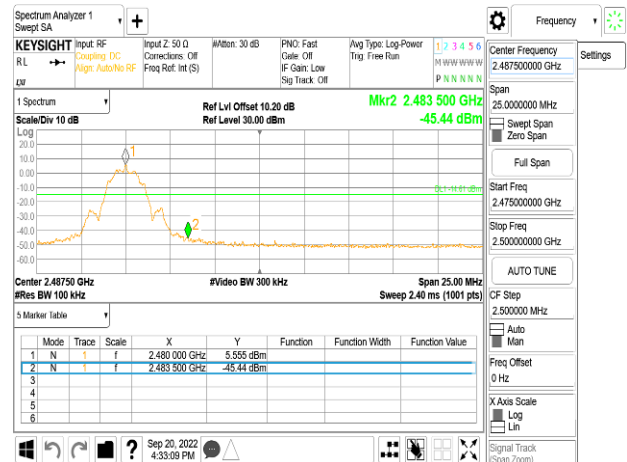 Spectrum Analyzer 1
Swept SA
+
Frequency
KEYSIGHT
Input: RF
Input Z: 50 Ω
#Atten: 30 dB
PNO: Fast
Avg Type: Log-Power
1 2 3 4 5 6
RL
Coupling: DC
Corrections: Off
Gate: Off
Trig: Free Run
M W W W W W
Align: Auto/No RF
Freq Ref: Int (S)
IF Gain: Low
Sig Track: Off
P N N N N N
LXI
1 Spectrum
Ref Lvl Offset 10.20 dB
Mkr2 2.483 500 GHz
Scale/Div 10 dB
Ref Level 30.00 dBm
-45.44 dBm
Log
20.0
10.0
0.00
-10.0
-20.0
-30.0
-40.0
-50.0
-60.0
1
2
Center 2.48750 GHz
#Video BW 300 kHz
Span 25.00 MHz
#Res BW 100 kHz
Sweep 2.40 ms (1001 pts)
5 Marker Table
Mode Trace Scale X Y Function Function Width Function Value
1 N 1 f 2.480 000 GHz 5.555 dBm
2 N 1 f 2.483 500 GHz -45.44 dBm
3
4
5
6
?
Sep 20, 2022
4:33:09 PM
Center Frequency
2.487500000 GHz
Settings
Span
25.0000000 MHz
Swept Span
Zero Span
Full Span
Start Freq
2.475000000 GHz
Stop Freq
2.500000000 GHz
AUTO TUNE
CF Step
2.500000 MHz
Auto
Man
Freq Offset
0 Hz
X Axis Scale
Log
Lin
Signal Track
(Span Zoom)